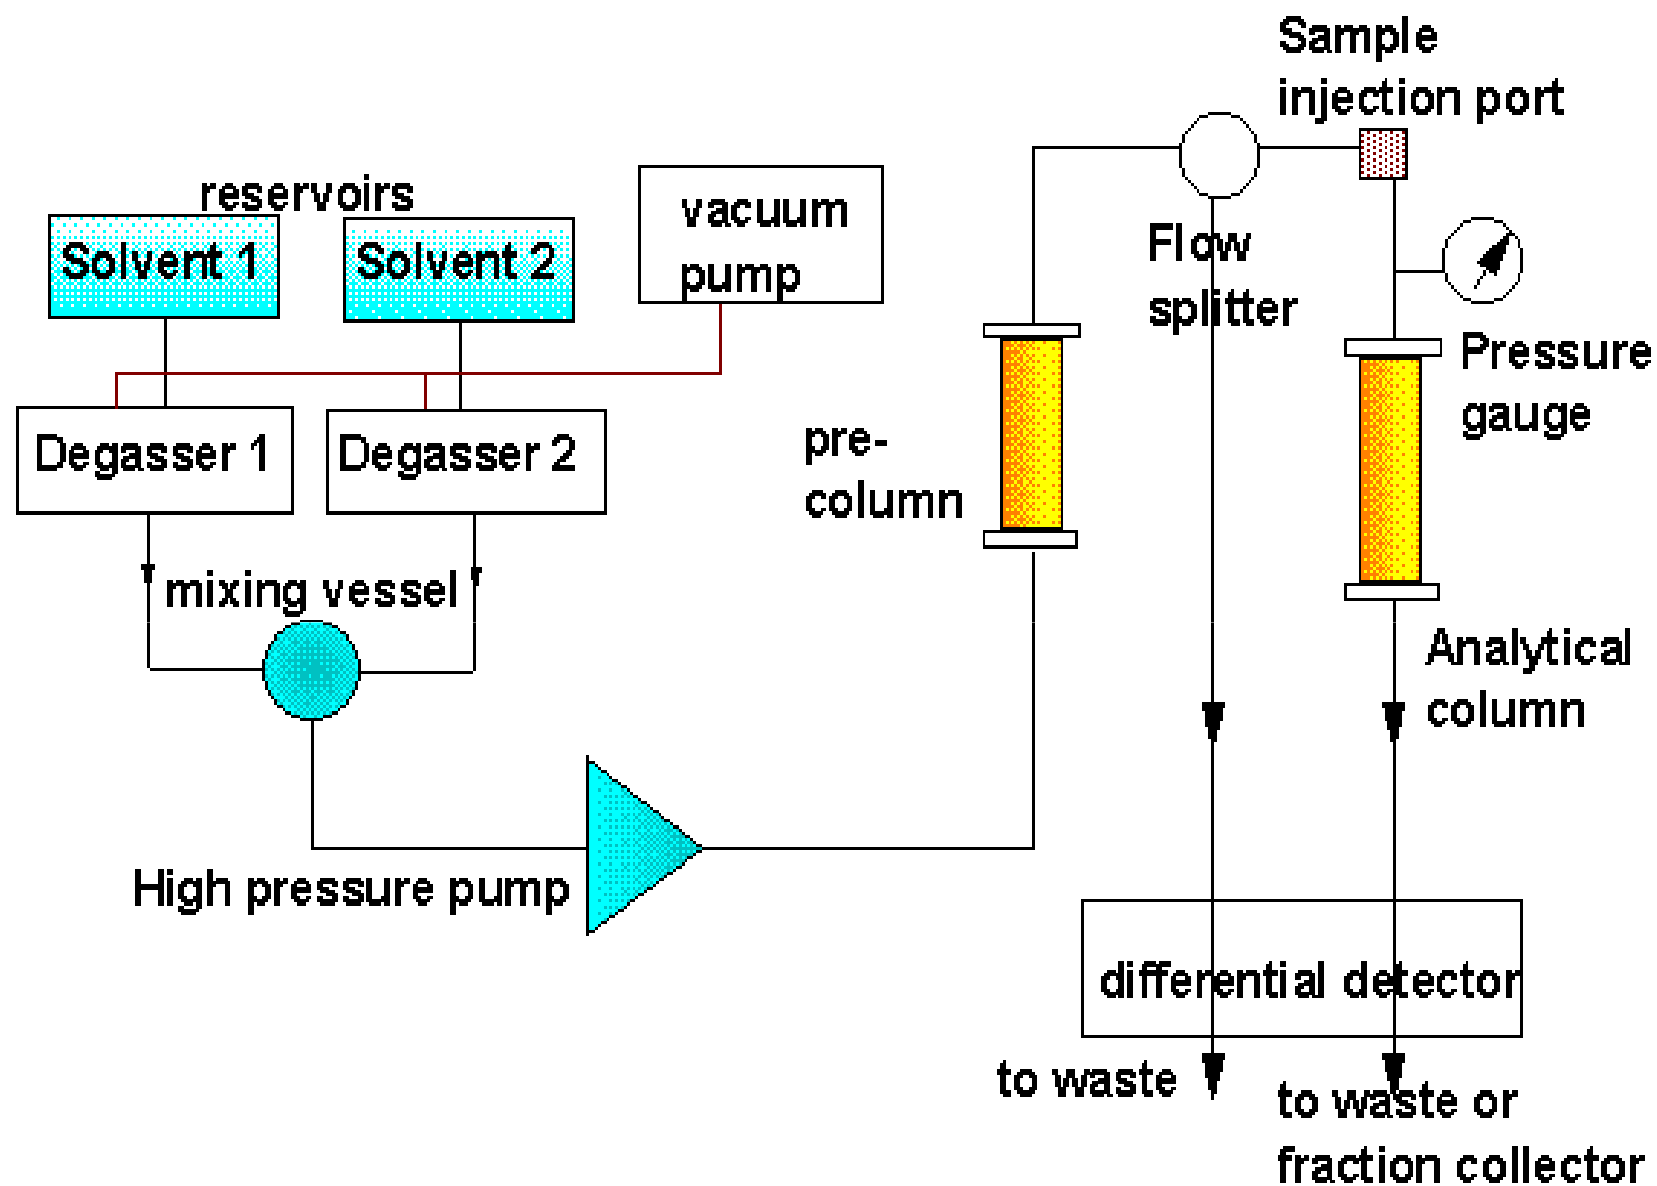 Sample
injection port
reservoirs
Solvent 1
Solvent 2
vacuum
pump
Flow
splitter
Pressure
gauge
Degasser 1
Degasser 2
pre-
column
mixing vessel
Analytical
column
High pressure pump
differential detector
to waste
to waste or
fraction collector